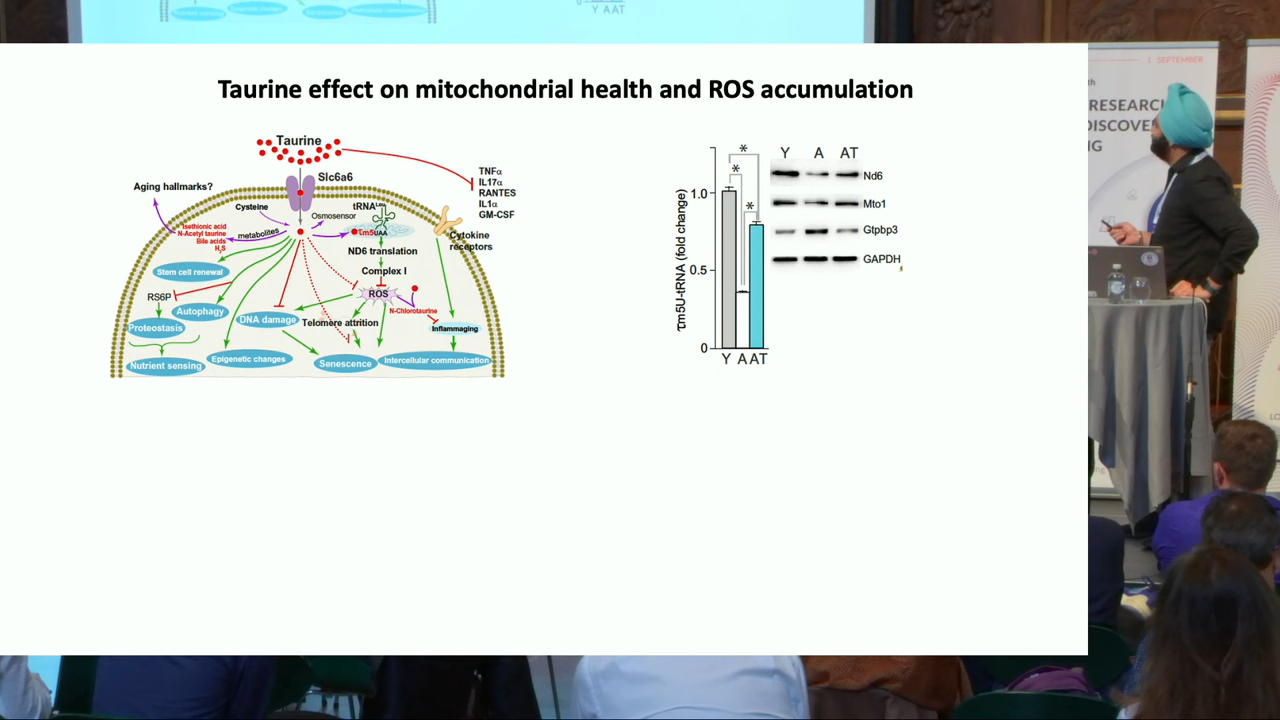 Y AAT
Taurine effect on mitochondrial health and ROS accumulation
Taurine
Slc6a6
TNFα
IL17α
RANTES
IL1α
GM-CSF
Aging hallmarks?
Cysteine
Osmosensor
tRNALeu
Isethionic acid
N-Acetyl taurine
Bile acids
H2S
metabolites
τm5UAA
Cytokine
receptors
ND6 translation
Complex I
Stem cell renewal
ROS
RS6P
Autophagy
N-Chlorotaurine
DNA damage
Telomere attrition
Inflammaging
Proteostasis
Nutrient sensing
Epigenetic changes
Senescence
Intercellular communication
τm5U-tRNA (fold change)
1.0
0.5
0
* * *
Y A AT
Y A AT
Nd6
Mto1
Gtpbp3
GAPDH
SEPTEMBER
RESEARC
DISCOVE